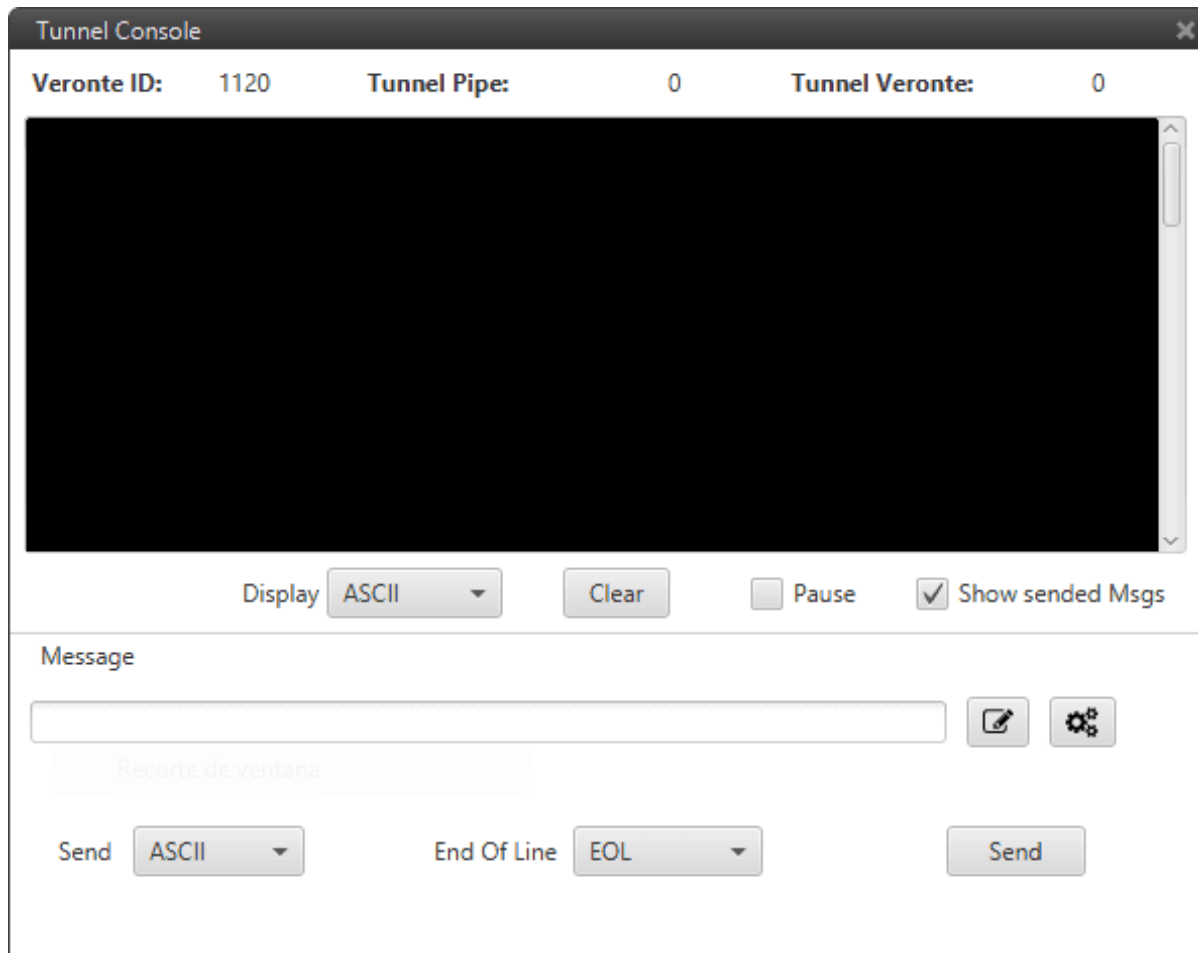 Tunnel Console
Veronte ID: 1120 Tunnel Pipe: 0 Tunnel Veronte: 0
Display ASCII Clear Pause Show sended Msgs
Message
Recorte de ventana
Send ASCII End Of Line EOL Send